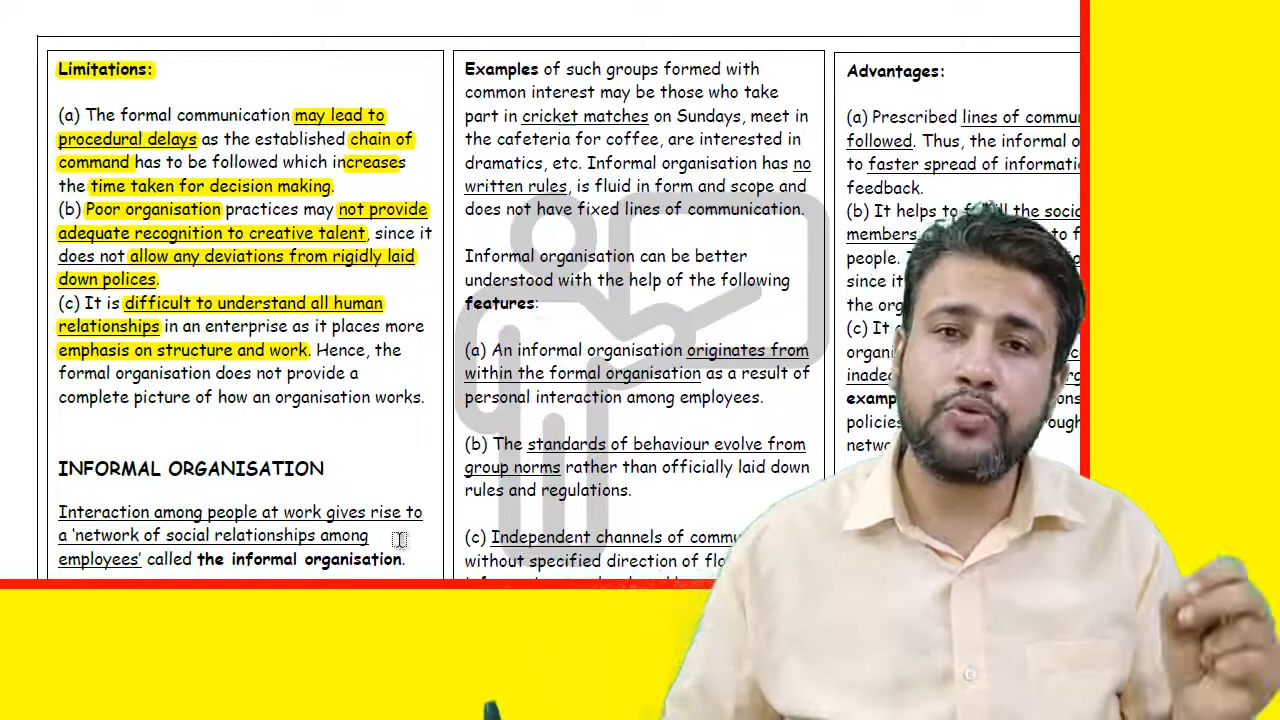 Limitations:
(a) The formal communication may lead to
procedural delays as the established chain of
command has to be followed which increases
the time taken for decision making.
(b) Poor organisation practices may not provide
adequate recognition to creative talent, since it
does not allow any deviations from rigidly laid
down polices.
(c) It is difficult to understand all human
relationships in an enterprise as it places more
emphasis on structure and work. Hence, the
formal organisation does not provide a
complete picture of how an organisation works.
INFORMAL ORGANISATION
Interaction among people at work gives rise to
a ‘network of social relationships among
employees’ called the informal organisation.
Examples of such groups formed with
common interest may be those who take
part in cricket matches on Sundays, meet in
the cafeteria for coffee, are interested in
dramatics, etc. Informal organisation has no
written rules, is fluid in form and scope and
does not have fixed lines of communication.
Informal organisation can be better
understood with the help of the following
features:
(a) An informal organisation originates from
within the formal organisation as a result of
personal interaction among employees.
(b) The standards of behaviour evolve from
group norms rather than officially laid down
rules and regulations.
(c) Independent channels of
without specified direction of
Advantages:
(a) Prescribed lines of
followed. Thus, the informal
to faster spread of
feedback.
(b) It helps to the
members to
people.
since it
the
(c) It
policies